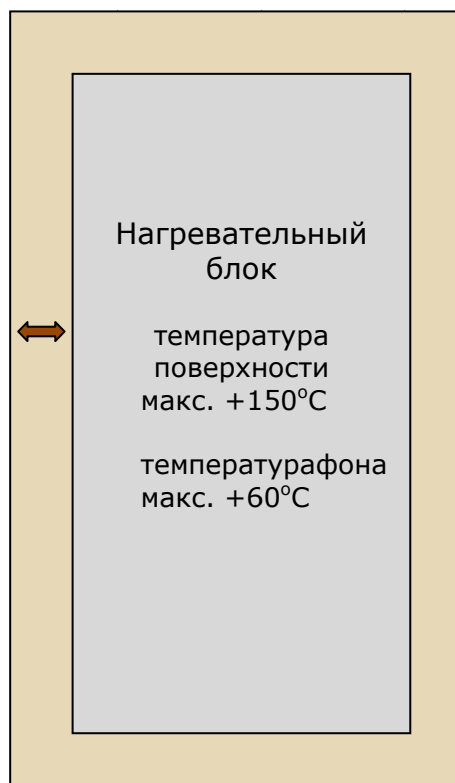 Нагревательный
блок
температура
поверхности
макс. +150°C
температурафона
макс. +60°C